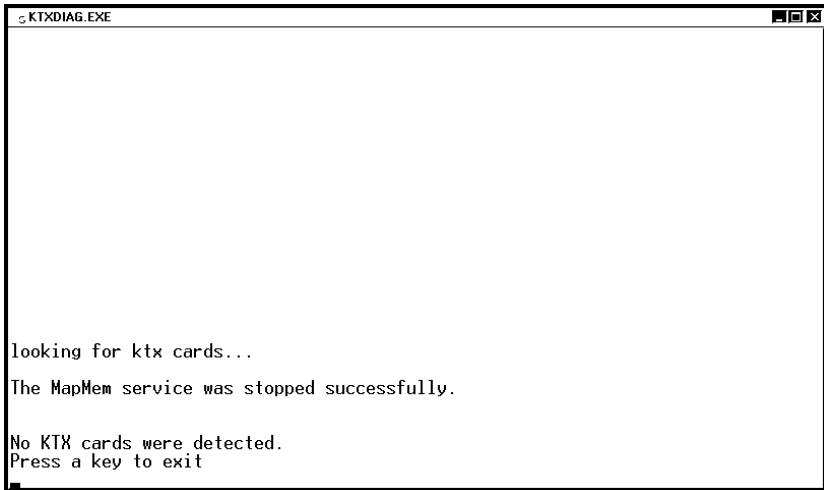 KTXDIAG.EXE
looking for ktx cards...
The MapMem service was stopped successfully.
No KTX cards were detected.
Press a key to exit